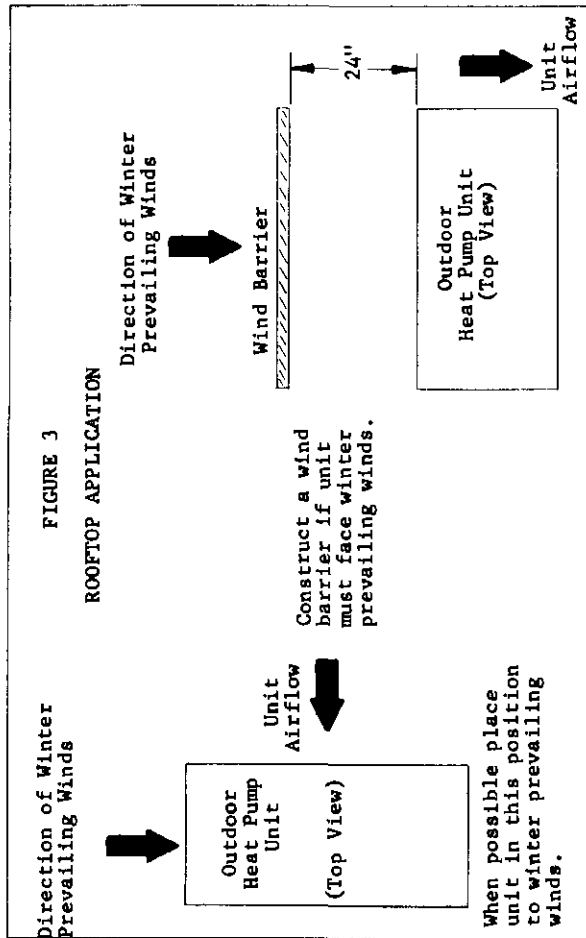 FIGURE 3
ROOFTOP APPLICATION
Direction of Winter
Prevailing Winds
Outdoor
Heat Pump
Unit
(Top View)
Unit
Airflow
When possible place
unit in this position
to winter prevailing
winds.
Construct a wind
barrier if unit
must face winter
prevailing winds.
Direction of Winter
Prevailing Winds
Wind Barrier
24"
Outdoor
Heat Pump Unit
(Top View)
Unit
Airflow